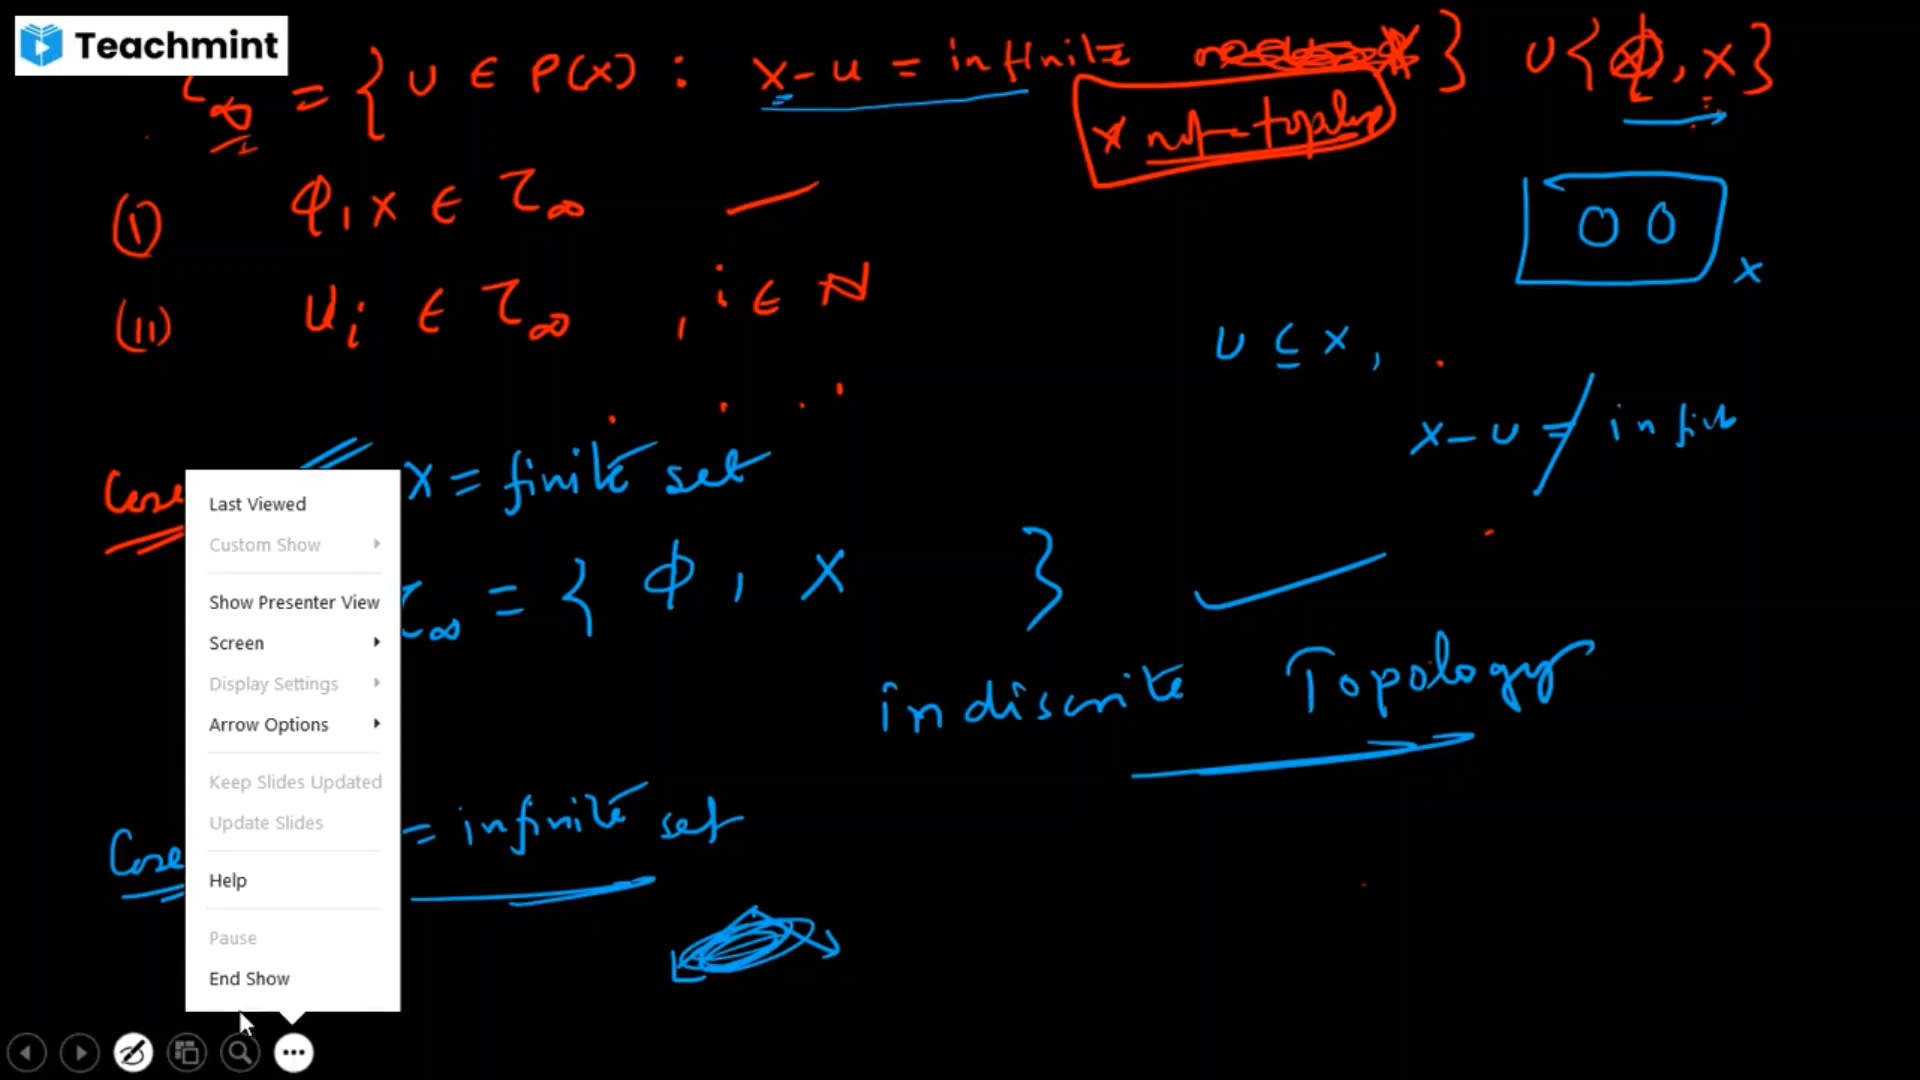 Teachmint
τ∞ = { U ∈ P(X) : X-U = infinite } U{ϕ, X}
X not-topology
(I) ϕ, X ∈ τ∞
(II) Ui ∈ τ∞ , i ∈ N
U ⊆ X,
X-U ≠ infinite
Case X = finite set
τ∞ = { ϕ, X }
indiscrite Topology
Case = infinite set
X
Last Viewed
Custom Show
Show Presenter View
Screen
Display Settings
Arrow Options
Keep Slides Updated
Update Slides
Help
Pause
End Show